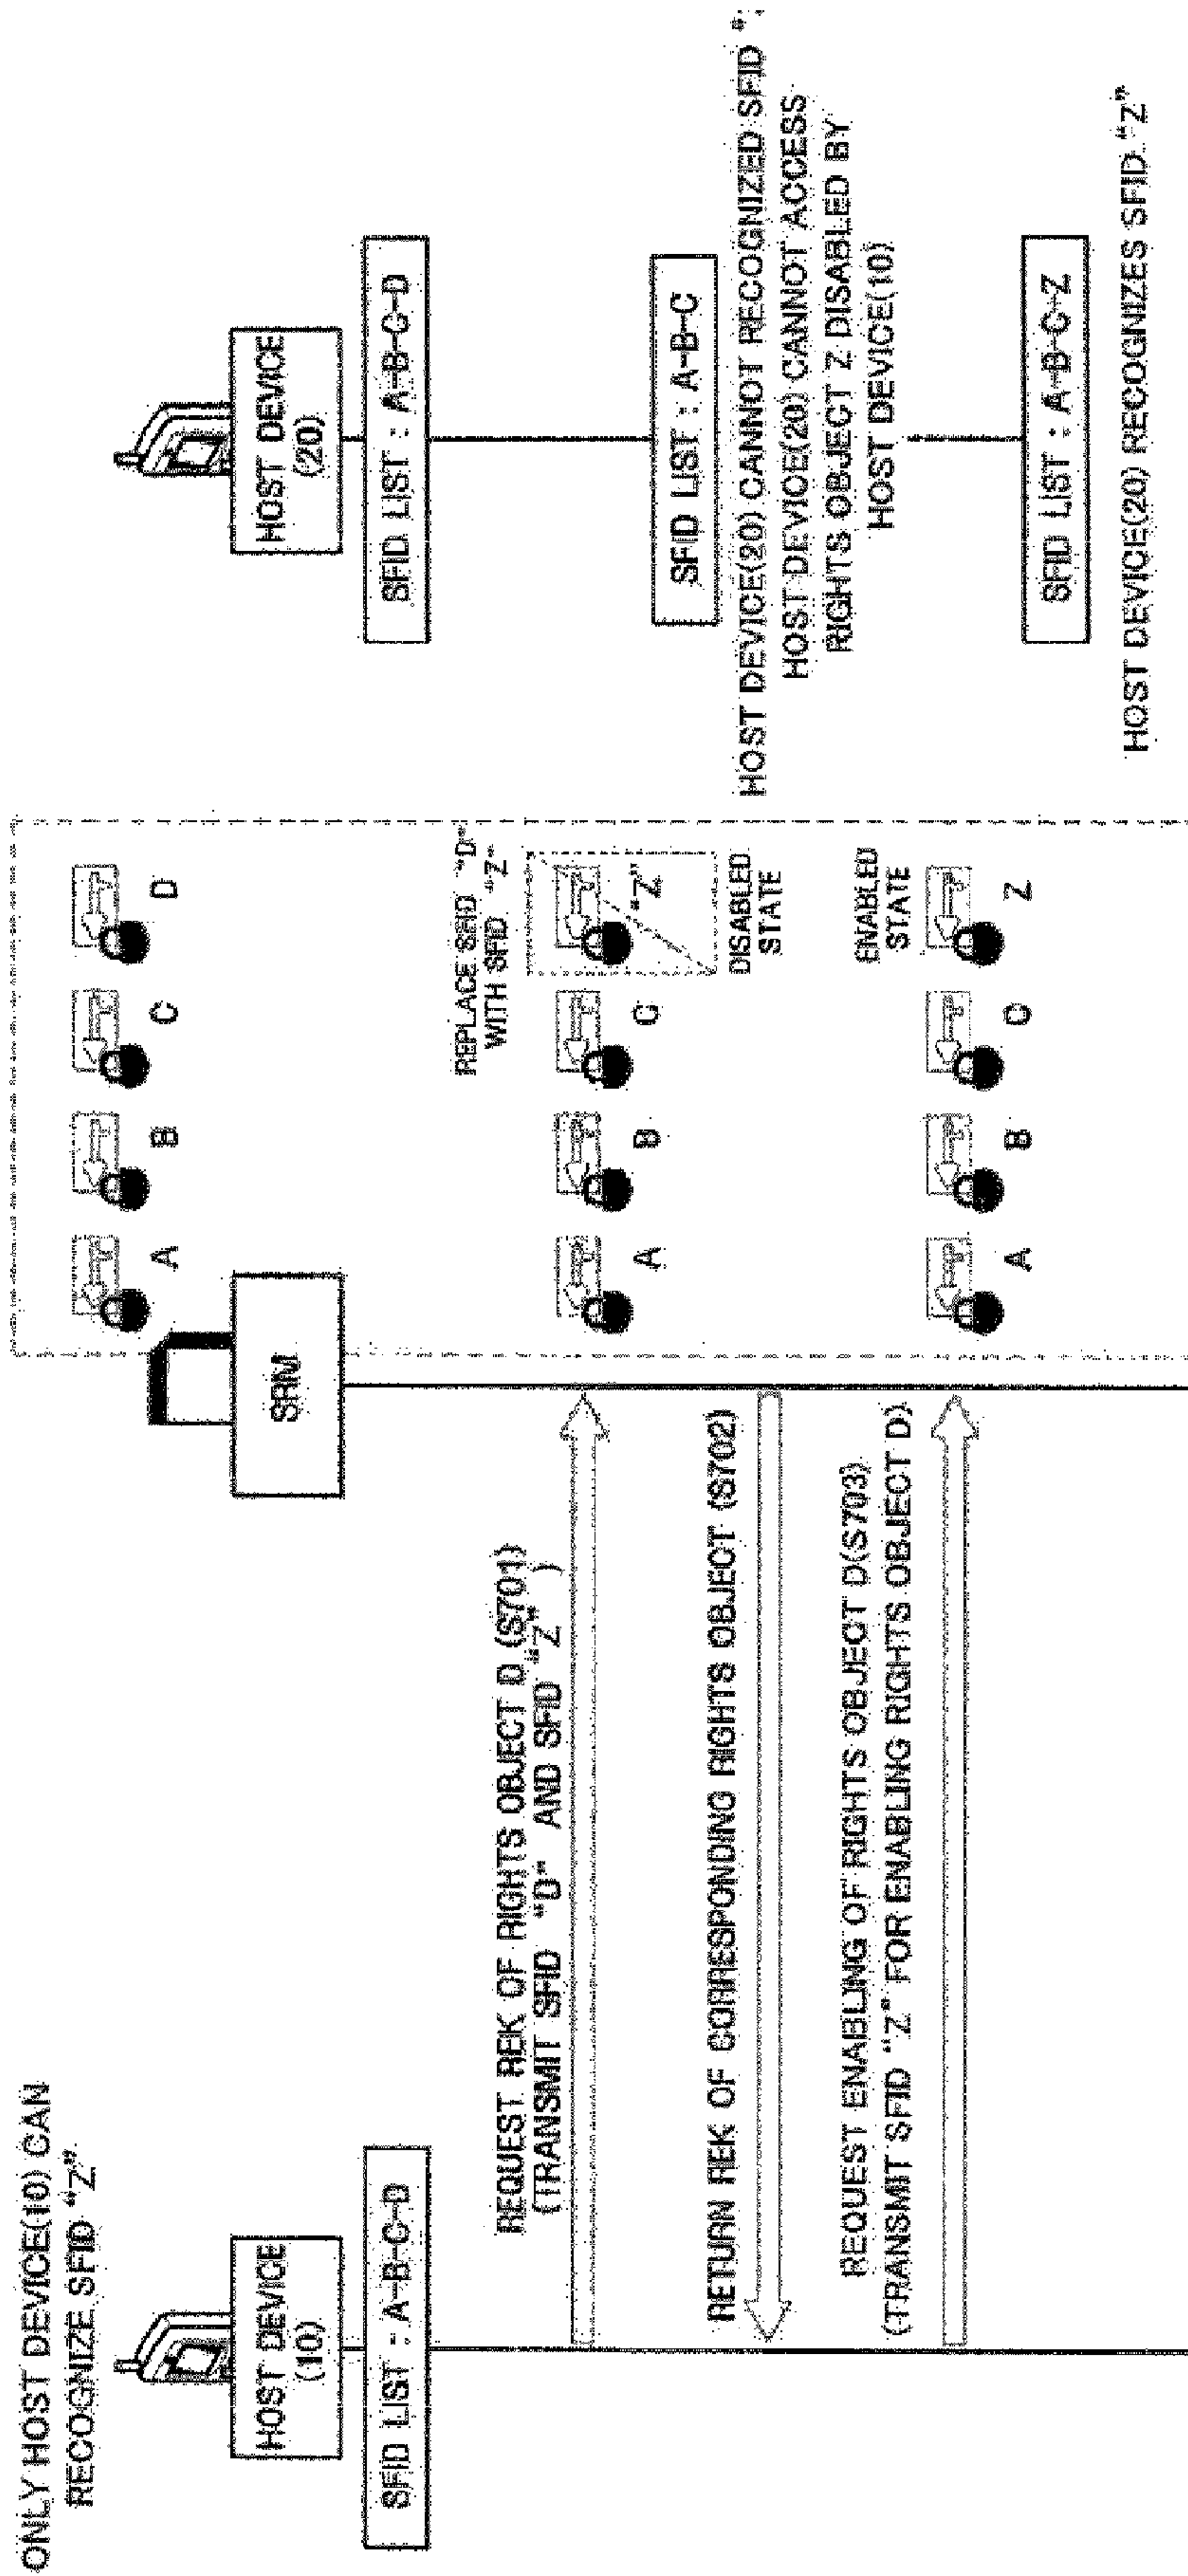 ONLY HOST DEVICE(10) CAN
RECOGNIZE SFID "Z"
HOST DEVICE
(10)
SFID LIST : A-B-C-D
SRM
A
B
C
D
HOST DEVICE
(20)
SFID LIST : A-B-C-D
REQUEST REK OF RIGHTS OBJECT D (S701)
(TRANSMIT SFID "D" AND SFID "Z" )
REPLACE SFID "D"
WITH SFID "Z"
A
B
C
"Z"
DISABLED
STATE
SFID LIST : A-B-C
HOST DEVICE(20) CANNOT RECOGNIZED SFID "
HOST DEVICE(20) CANNOT ACCESS
RIGHTS OBJECT Z DISABLED BY
HOST DEVICE(10)
RETURN REK OF CORRESPONDING RIGHTS OBJECT (S702)
REQUEST ENABLING OF RIGHTS OBJECT D(S703)
(TRANSMIT SFID "Z" FOR ENABLING RIGHTS OBJECT D)
ENABLED
STATE
A
B
C
Z
SFID LIST : A-B-C-Z
HOST DEVICE(20) RECOGNIZES SFID "Z"